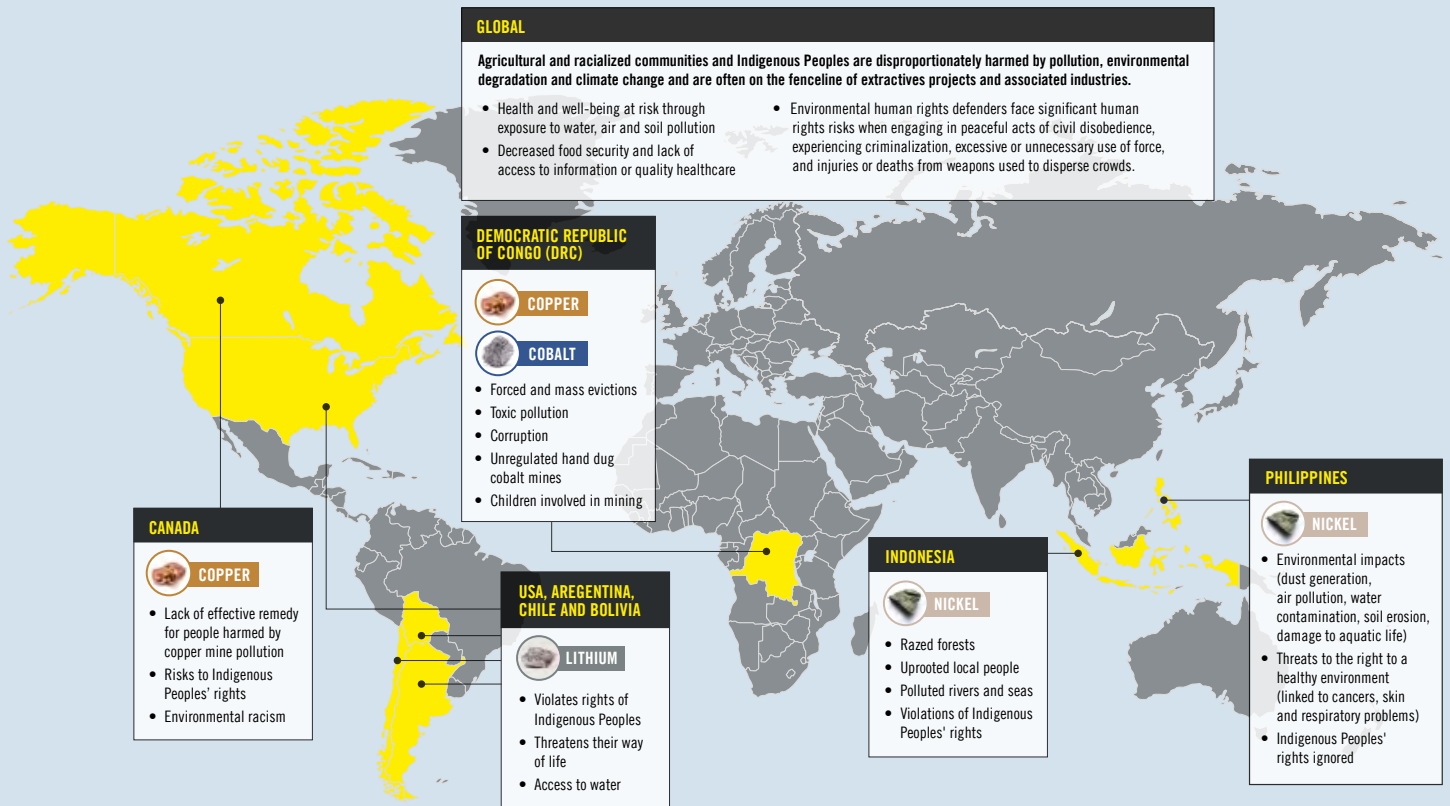 GLOBAL
Agricultural and racialized communities and Indigenous Peoples are disproportionately harmed by pollution, environmental
degradation and climate change and are often on the fenceline of extractives projects and associated industries.
• Health and well-being at risk through
exposure to water, air and soil pollution
• Decreased food security and lack of
access to information or quality healthcare
• Environmental human rights defenders face significant human
rights risks when engaging in peaceful acts of civil disobedience,
experiencing criminalization, excessive or unnecessary use of force,
and injuries or deaths from weapons used to disperse crowds.
DEMOCRATIC REPUBLIC
OF CONGO (DRC)
COPPER
COBALT
• Forced and mass evictions
• Toxic pollution
• Corruption
• Unregulated hand dug
cobalt mines
• Children involved in mining
CANADA
COPPER
• Lack of effective remedy
for people harmed by
copper mine pollution
• Risks to Indigenous
Peoples' rights
• Environmental racism
USA, AREGENTINA,
CHILE AND BOLIVIA
LITHIUM
• Violates rights of
Indigenous Peoples
• Threatens their way
of life
• Access to water
INDONESIA
NICKEL
• Razed forests
• Uprooted local people
• Polluted rivers and seas
• Violations of Indigenous
Peoples' rights
PHILIPPINES
NICKEL
• Environmental impacts
(dust generation,
air pollution, water
contamination, soil erosion,
damage to aquatic life)
• Threats to the right to a
healthy environment
(linked to cancers, skin
and respiratory problems)
• Indigenous Peoples'
rights ignored